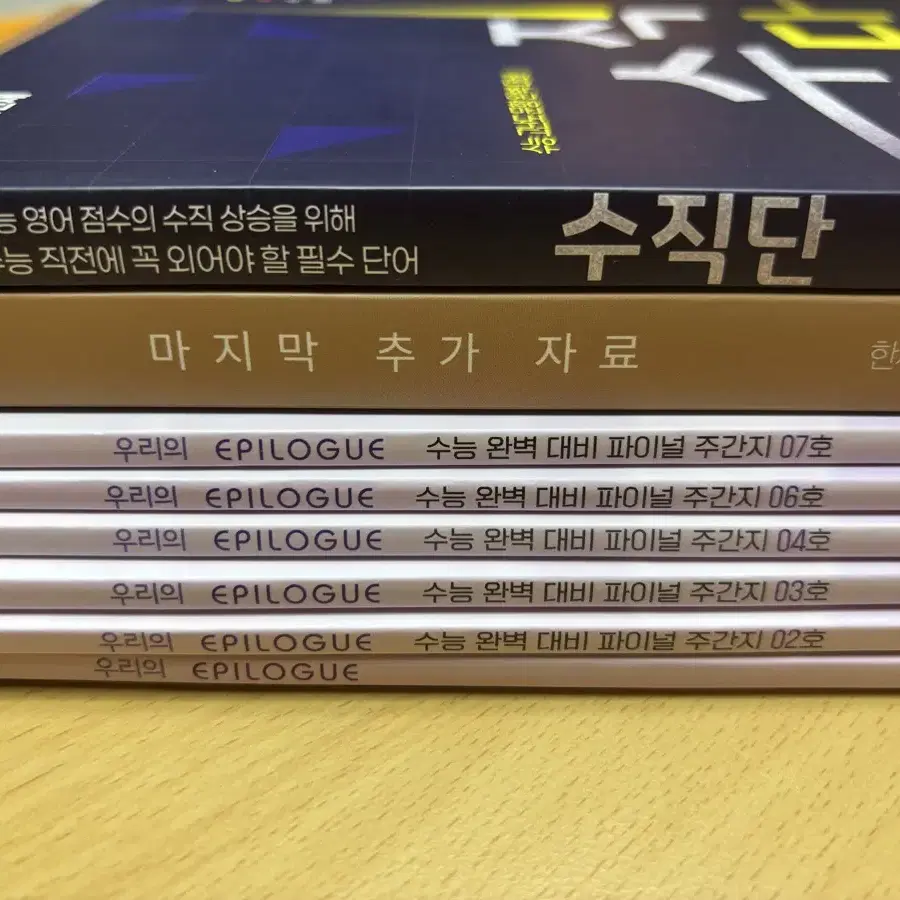 수직단
능 영어 점수의 수직 상승을 위해
수능 직전에 꼭 외어야 할 필수 단어
마지막 추가 자료
우리의 EPILOGUE 수능 완벽 대비 파이널 주간지 07호
우리의 EPILOGUE 수능 완벽 대비 파이널 주간지 06호
우리의 EPILOGUE 수능 완벽 대비 파이널 주간지 04호
우리의 EPILOGUE 수능 완벽 대비 파이널 주간지 03호
우리의 EPILOGUE 수능 완벽 대비 파이널 주간지 02호
우리의 EPILOGUE